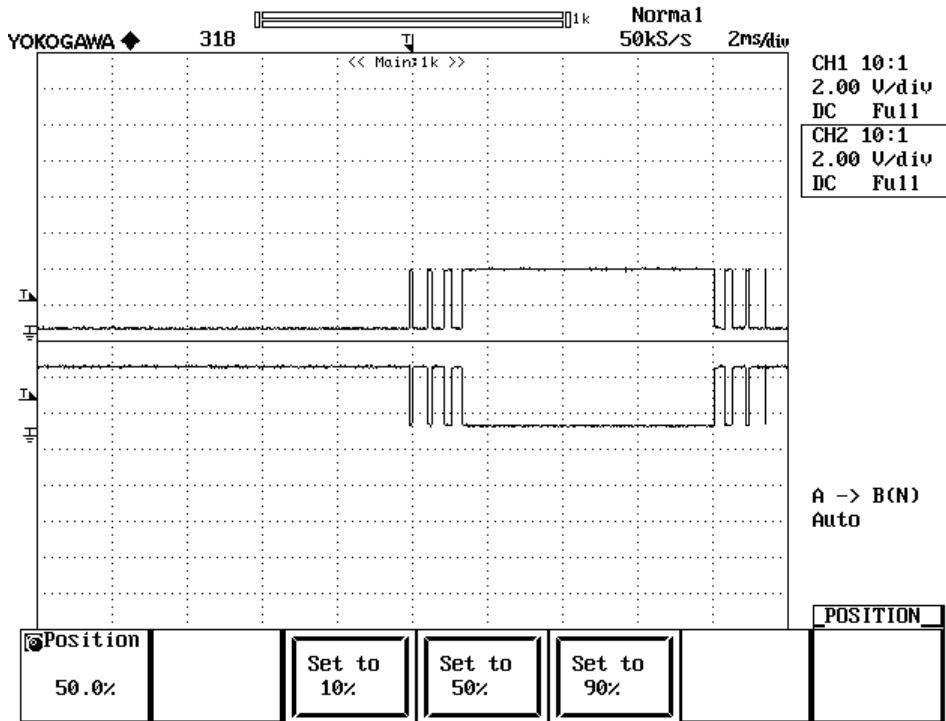 1k Normal
YOKOGAWA ◆ 318 T 50kS/s 2ms/div
<< Main:1k >>
CH1 10:1
2.00 V/div
DC Full
CH2 10:1
2.00 V/div
DC Full
T
T
A -> B(N)
Auto
POSITION
Position
50.0%
Set to
10%
Set to
50%
Set to
90%